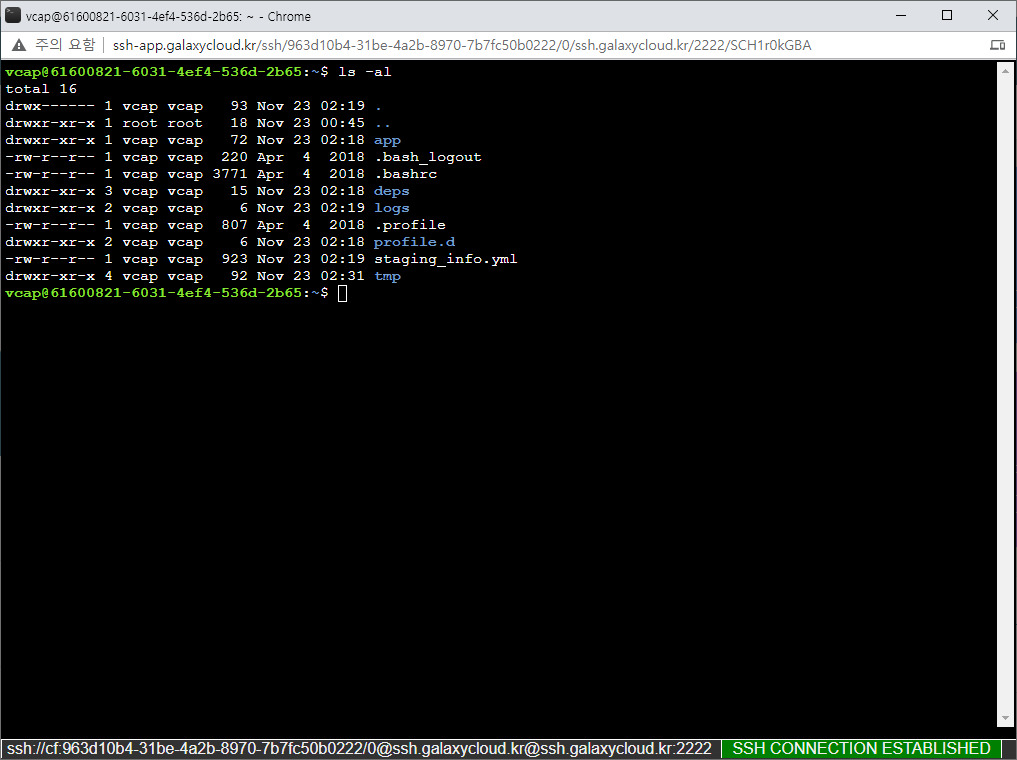 vcap@61600821-6031-4ef4-536d-2b65: ~ - Chrome
주의 요함 | ssh-app.galaxycloud.kr/ssh/963d10b4-31be-4a2b-8970-7b7fc50b0222/0/ssh.galaxycloud.kr/2222/SCH1r0kGBA
vcap@61600821-6031-4ef4-536d-2b65:~$ ls -al
total 16
drwx------ 1 vcap vcap   93 Nov 23 02:19 .
drwxr-xr-x 1 root root   18 Nov 23 00:45 ..
drwxr-xr-x 1 vcap vcap   72 Nov 23 02:18 app
-rw-r--r-- 1 vcap vcap  220 Apr  4  2018 .bash_logout
-rw-r--r-- 1 vcap vcap 3771 Apr  4  2018 .bashrc
drwxr-xr-x 3 vcap vcap   15 Nov 23 02:18 deps
drwxr-xr-x 2 vcap vcap    6 Nov 23 02:19 logs
-rw-r--r-- 1 vcap vcap  807 Apr  4  2018 .profile
drwxr-xr-x 2 vcap vcap    6 Nov 23 02:18 profile.d
-rw-r--r-- 1 vcap vcap  923 Nov 23 02:19 staging_info.yml
drwxr-xr-x 4 vcap vcap   92 Nov 23 02:31 tmp
vcap@61600821-6031-4ef4-536d-2b65:~$
ssh://cf:963d10b4-31be-4a2b-8970-7b7fc50b0222/0@ssh.galaxycloud.kr@ssh.galaxycloud.kr:2222 SSH CONNECTION ESTABLISHED